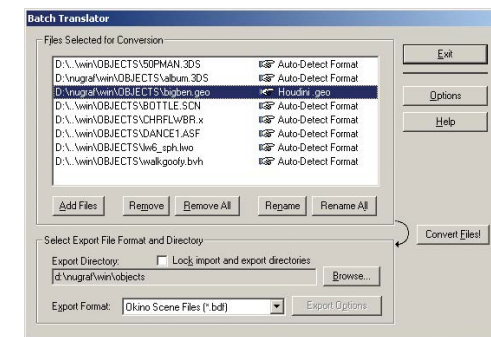 Batch Translator
Files Selected for Conversion
D:\..\win\OBJECTS\50PMAN.3DS Auto-Detect Format
D:\nugraf\win\OBJECTS\album.3DS Auto-Detect Format
D:\nugraf\win\OBJECTS\bigben.geo Houdini .geo
D:\..\win\OBJECTS\BOTTLE.SCN Auto-Detect Format
D:\..\win\OBJECTS\CHRFLWBR.x Auto-Detect Format
D:\..\win\OBJECTS\DANCE1.ASF Auto-Detect Format
D:\..\win\OBJECTS\lw6_sph.lwo Auto-Detect Format
D:\..\win\OBJECTS\walkgoofy.bvh Auto-Detect Format
Add Files Remove Remove All Rename Rename All
Exit
Options
Help
Convert Files!
Select Export File Format and Directory
Export Directory: Lock import and export directories
d:\nugraf\win\objects Browse...
Export Format: Okino Scene Files (*.bdf) Export Options